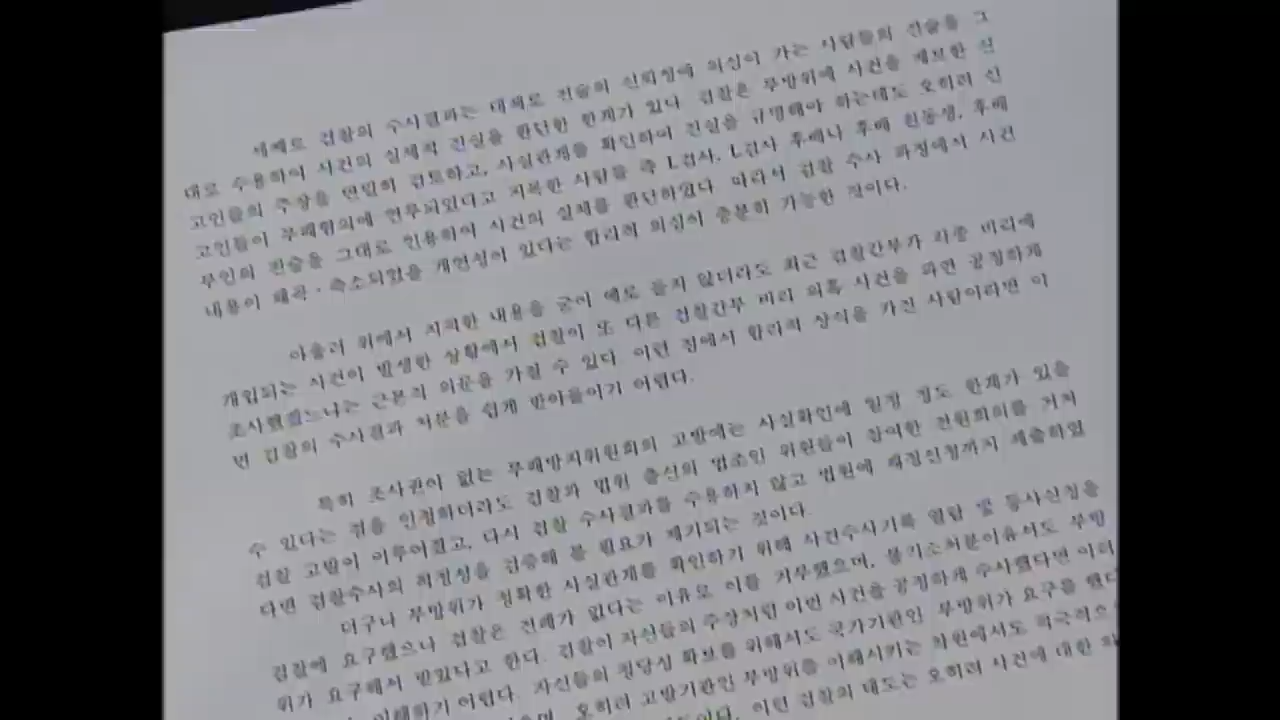 세째로 검찰의 수사결과는 대체로 진술의 신뢰성에 의심이 가는 사람들의 진술을 그
대로 수용하여 사건의 실체적 진실을 판단한 한계가 있다. 검찰은 부방위에 사건을 제보한 신
고인들의 주장을 면밀히 검토하고, 사실관계를 확인하여 진실을 규명해야 하는데도 오히려 신
고인들이 부패혐의에 연루되었다고 지목한 사람들 즉 L검사, L검사 후배나 후배 친동생, 후배
부인의 진술을 그대로 인용하여 사건의 실체를 판단하였다. 따라서 검찰 수사 과정에서 사건
내용이 왜곡·축소되었을 개연성이 있다는 합리적 의심이 충분히 가능한 것이다.
아울러 위에서 지적한 내용을 굳이 예로 들지 않더라도 최근 검찰간부가 각종 비리에
개입되는 사건이 발생한 상황에서 검찰이 또 다른 검찰간부 비리 의혹 사건을 과연 공정하게
조사했겠느냐는 근본적 의문을 가질 수 있다. 이런 점에서 합리적 상식을 가진 사람이라면 이
번 검찰의 수사결과 처분을 쉽게 받아들이기 어렵다.
특히 조사권이 없는 부패방지위원회의 고발에는 사실확인에 일정 정도 한계가 있을
수 있다는 점을 인정하더라도 검찰과 법원 출신의 법조인 위원들이 참여한 전원회의를 거쳐
검찰 고발이 이루어졌고, 다시 검찰 수사결과를 수용하지 않고 법원에 재정신청까지 제출하였
다면 검찰수사의 적정성을 검증해 볼 필요가 제기되는 것이다.
더구나 부방위가 정확한 사실관계를 확인하기 위해 사건수사기록 열람 및 등사신청을
검찰에 요구했으나 검찰은 전례가 없다는 이유로 이를 거부했으며, 불기소처분이유서도 부방
위가 요구해서 받았다고 한다. 검찰이 자신들의 주장처럼 이번 사건을 공정하게 수사했다면 이러
이해하기 어렵다. 자신들의 정당성 확보를 위해서도 국가기관인 부방위가 요구를 했다
오히려 고발기관인 부방위를 이해시키는 차원에서도 적극적으
이런 검찰의 태도는 오히려 사건에 대한 의